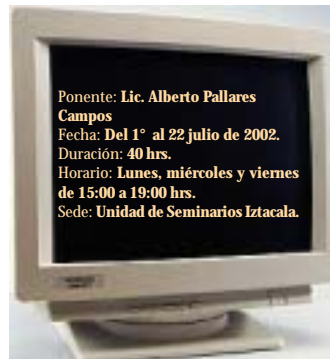 Ponente: Lic. Alberto Pallares
Campos
Fecha: Del 1° al 22 julio de 2002.
Duración: 40 hrs.
Horario: Lunes, miércoles y viernes
de 15:00 a 19:00 hrs.
Sede: Unidad de Seminarios Iztacala.